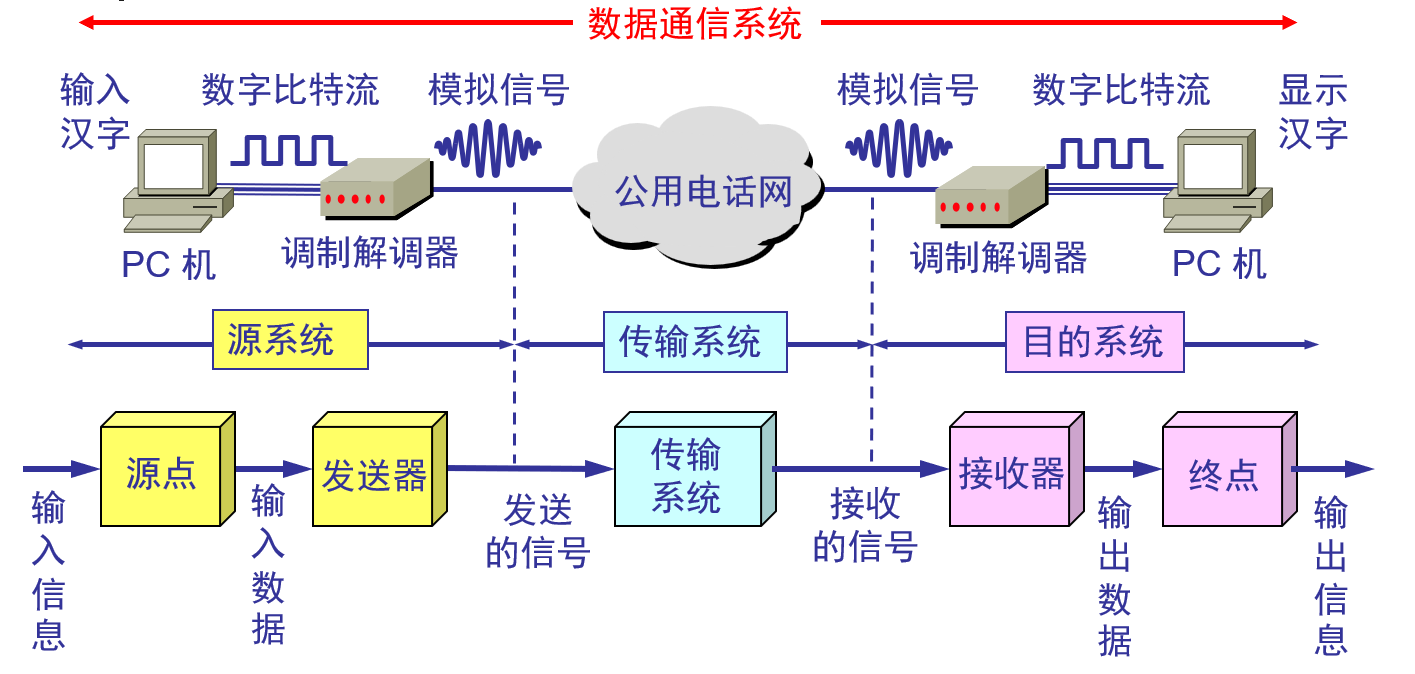 数据通信系统
输入
汉字
数字比特流
模拟信号
模拟信号
数字比特流
显示
汉字
公用电话网
PC 机
调制解调器
调制解调器
PC 机
源系统
传输系统
目的系统
源点
发送器
传输
系统
接收器
终点
输
入
信
息
输
入
数
据
发送
的信号
接收
的信号
输
出
数
据
输
出
信
息